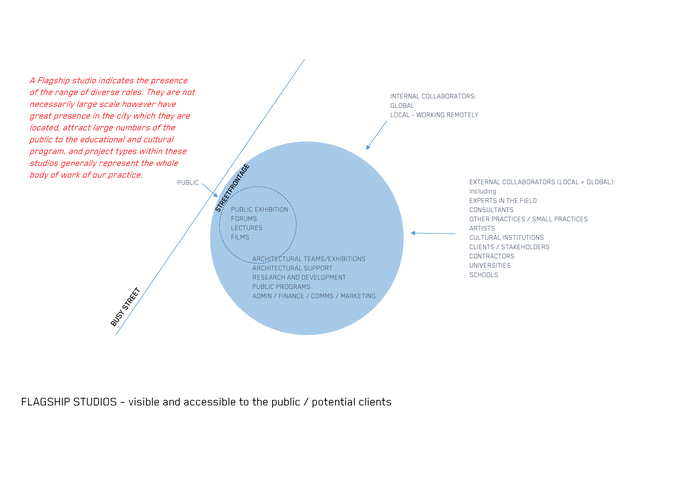 A Flagship studio indicates the presence
of the range of diverse roles. They are not
necessarily large scale however have
great presence in the city which they are
located, attract large numbers of the
public to the educational and cultural
program, and project types within these
studios generally represent the whole
body of work of our practice.
INTERNAL COLLABORATORS:
GLOBAL
LOCAL - WORKING REMOTELY
PUBLIC
STREETFRONTAGE
PUBLIC EXHIBITION
FORUMS
LECTURES
FILMS
EXTERNAL COLLABORATORS (LOCAL + GLOBAL):
including
EXPERTS IN THE FIELD
CONSULTANTS
OTHER PRACTICES / SMALL PRACTICES
ARTISTS
CULTURAL INSTITUTIONS
CLIENTS / STAKEHOLDERS
CONTRACTORS
UNIVERSITIES
SCHOOLS
ARCHITECTURAL TEAMS/EXHIBITIONS
ARCHITECTURAL SUPPORT
RESEARCH AND DEVELOPMENT
PUBLIC PROGRAMS
ADMIN / FINANCE / COMMS / MARKETING
BUSY STREET
FLAGSHIP STUDIOS – visible and accessible to the public / potential clients